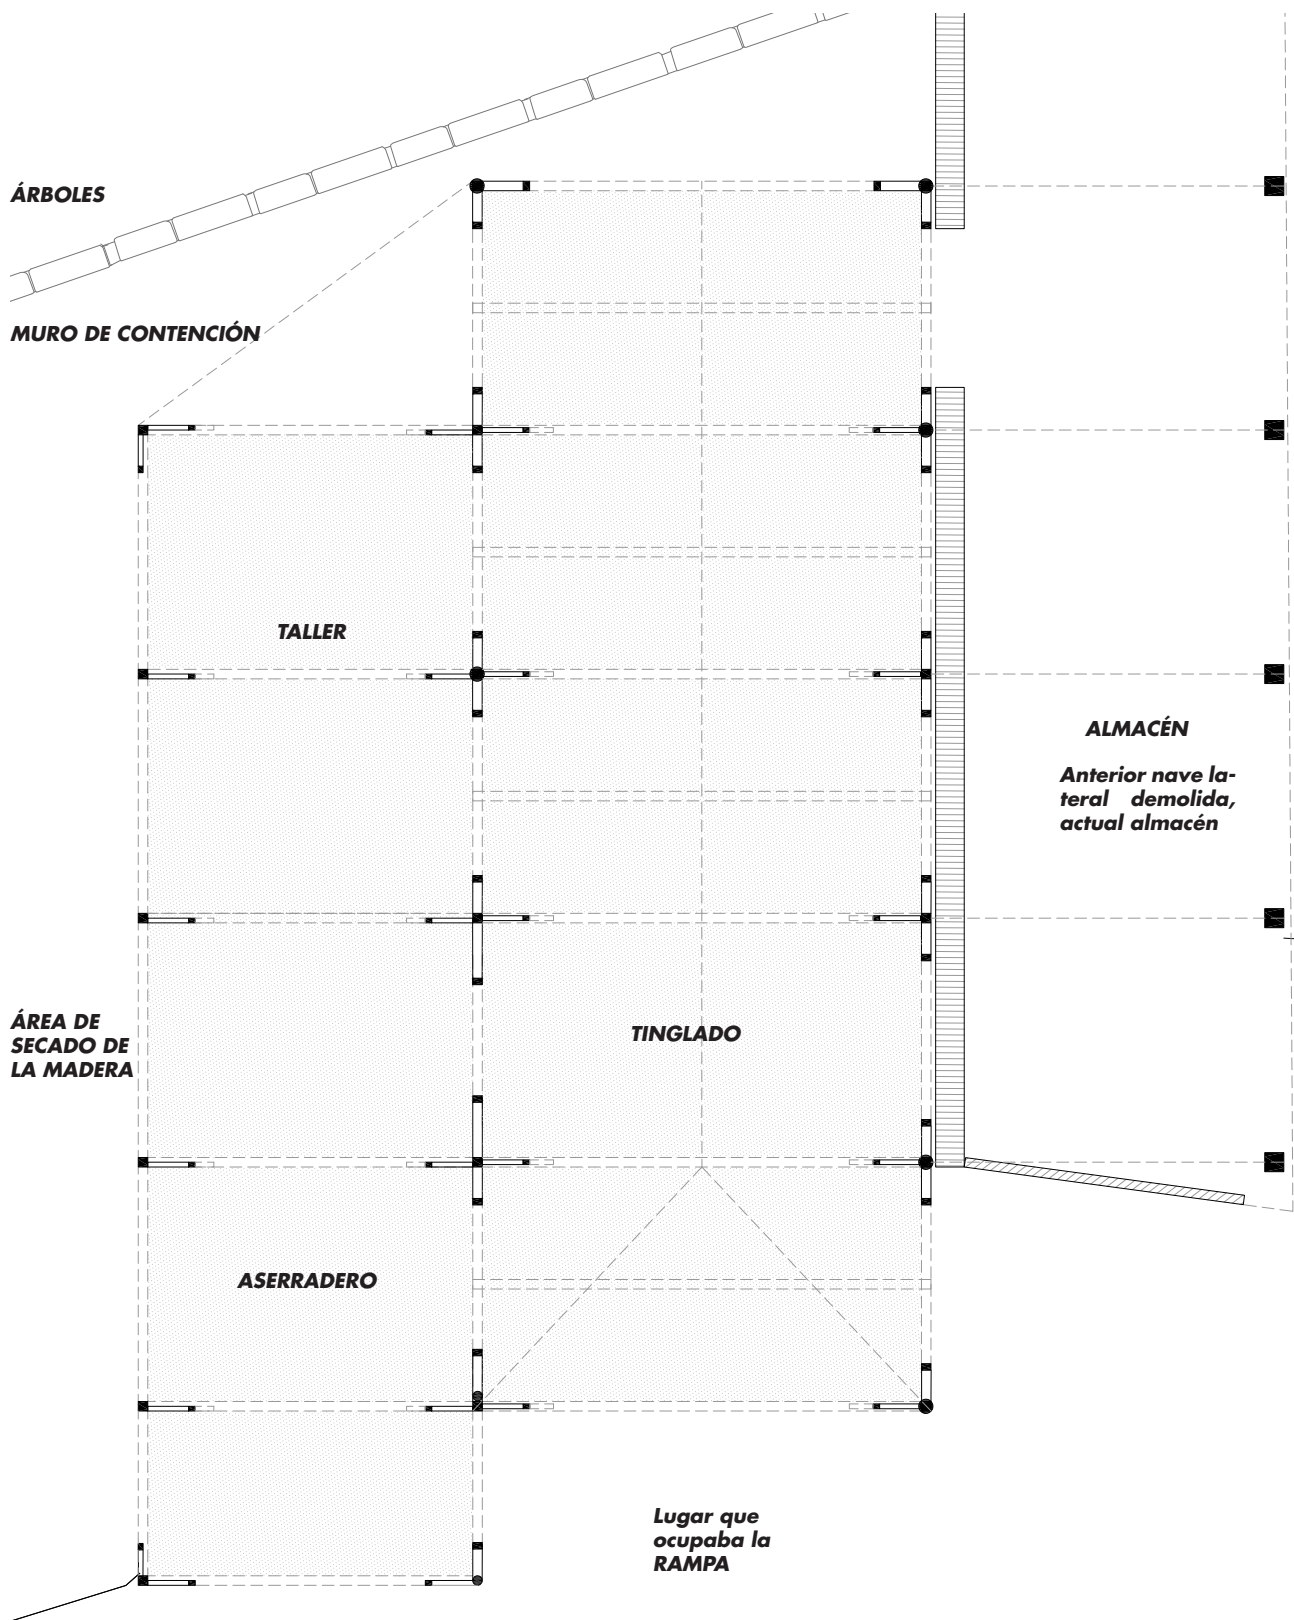 ÁRBOLES
MURO DE CONTENCIÓN
TALLER
ALMACÉN
Anterior nave la-
teral demolida,
actual almacén
ÁREA DE
SECADO DE
LA MADERA
TINGLADO
ASERRADERO
Lugar que
ocupaba la
RAMPA